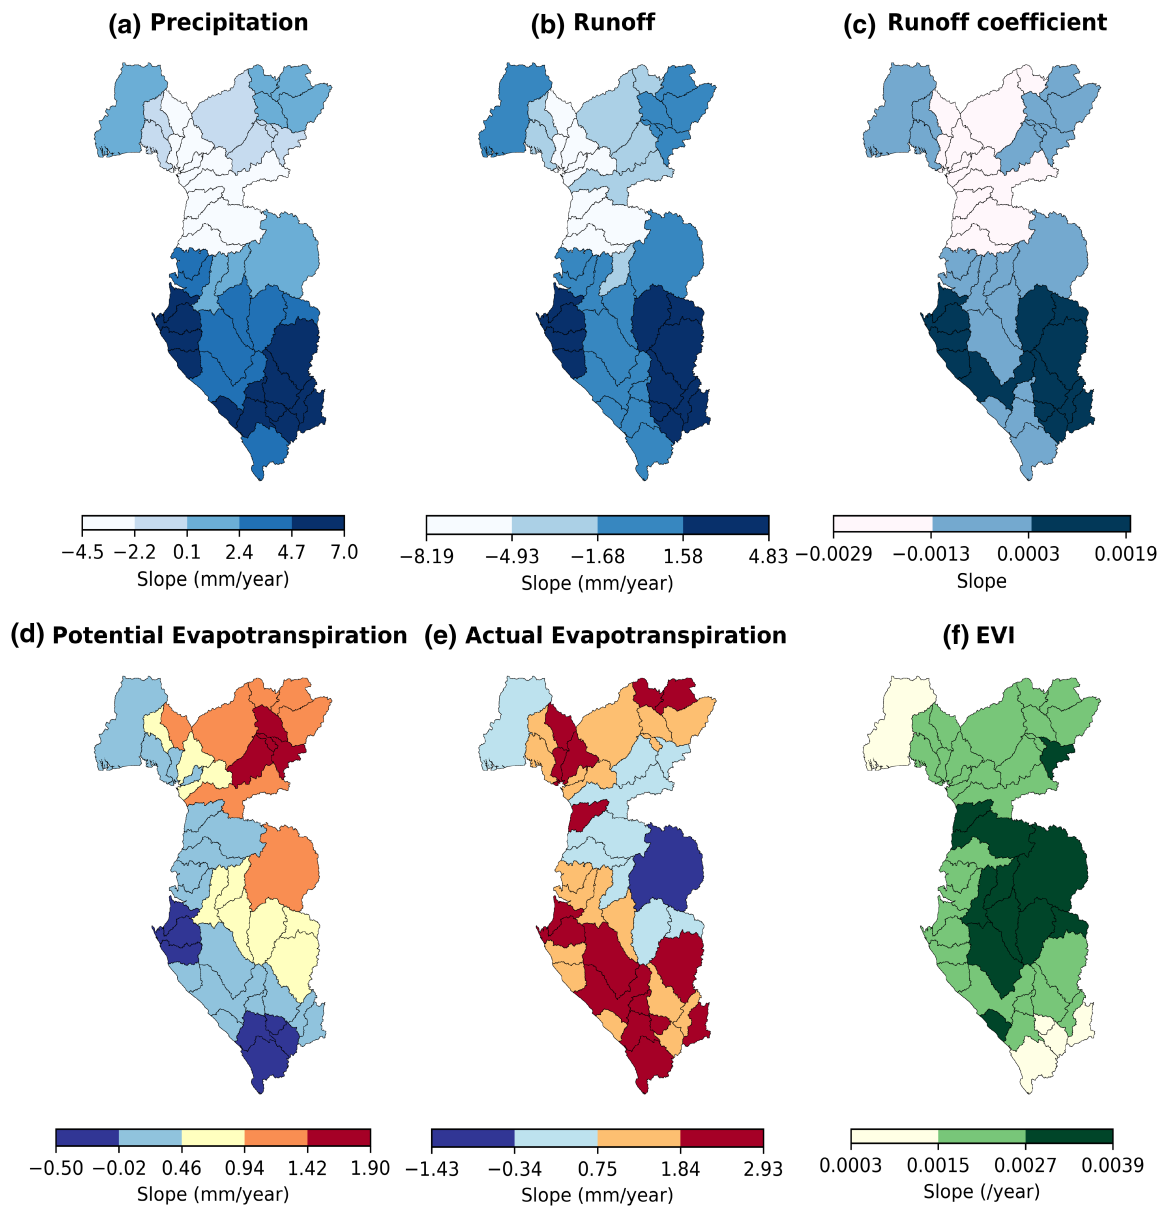 (a) Precipitation
(b) Runoff
(c) Runoff coefficient
−4.5 −2.2 0.1 2.4 4.7 7.0
Slope (mm/year)
−8.19 −4.93 −1.68 1.58 4.83
Slope (mm/year)
−0.0029 −0.0013 0.0003 0.0019
Slope
(d) Potential Evapotranspiration
(e) Actual Evapotranspiration
(f) EVI
−0.50 −0.02 0.46 0.94 1.42 1.90
Slope (mm/year)
−1.43 −0.34 0.75 1.84 2.93
Slope (mm/year)
0.0003 0.0015 0.0027 0.0039
Slope (/year)